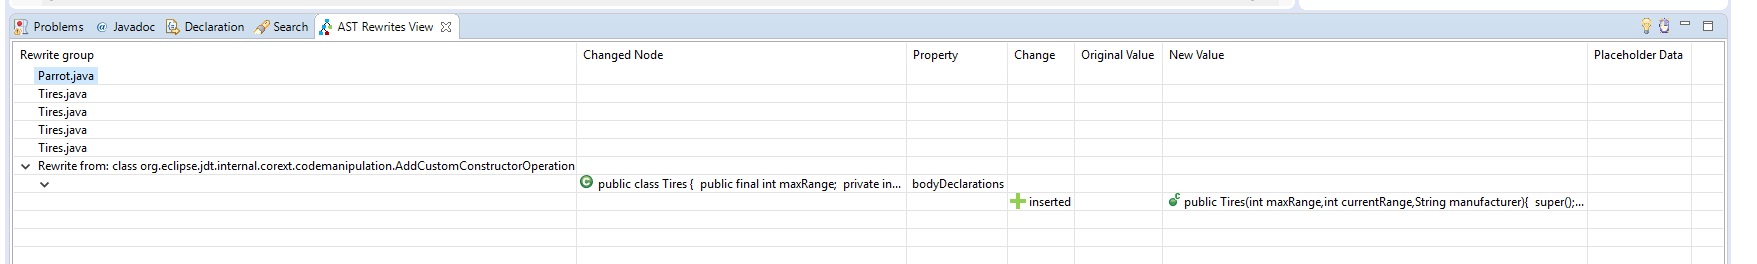 Problems @ Javadoc Declaration Search AST Rewrites View
Rewrite group Changed Node Property Change Original Value New Value Placeholder Data
Parrot.java
Tires.java
Tires.java
Tires.java
Tires.java
Rewrite from: class org.eclipse.jdt.internal.corext.codemanipulation.AddCustomConstructorOperation
public class Tires { public final int maxRange; private in... bodyDeclarations
inserted public Tires(int maxRange,int currentRange,String manufacturer){ super();...